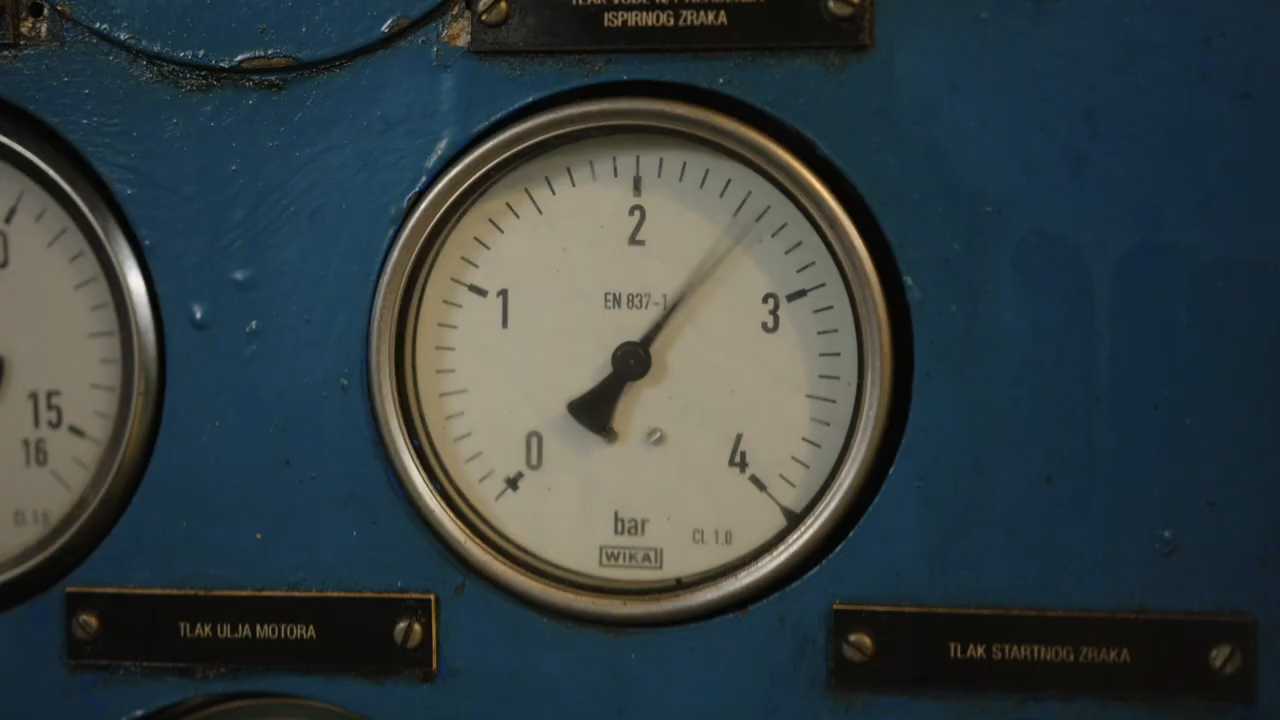 ISPIRNOG ZRAKA
2
1
EN 837-1
3
15
16
0
4
bar
Cl. 1.0
WIKA
TLAK ULJA MOTORA
TLAK STARTNOG ZRAKA